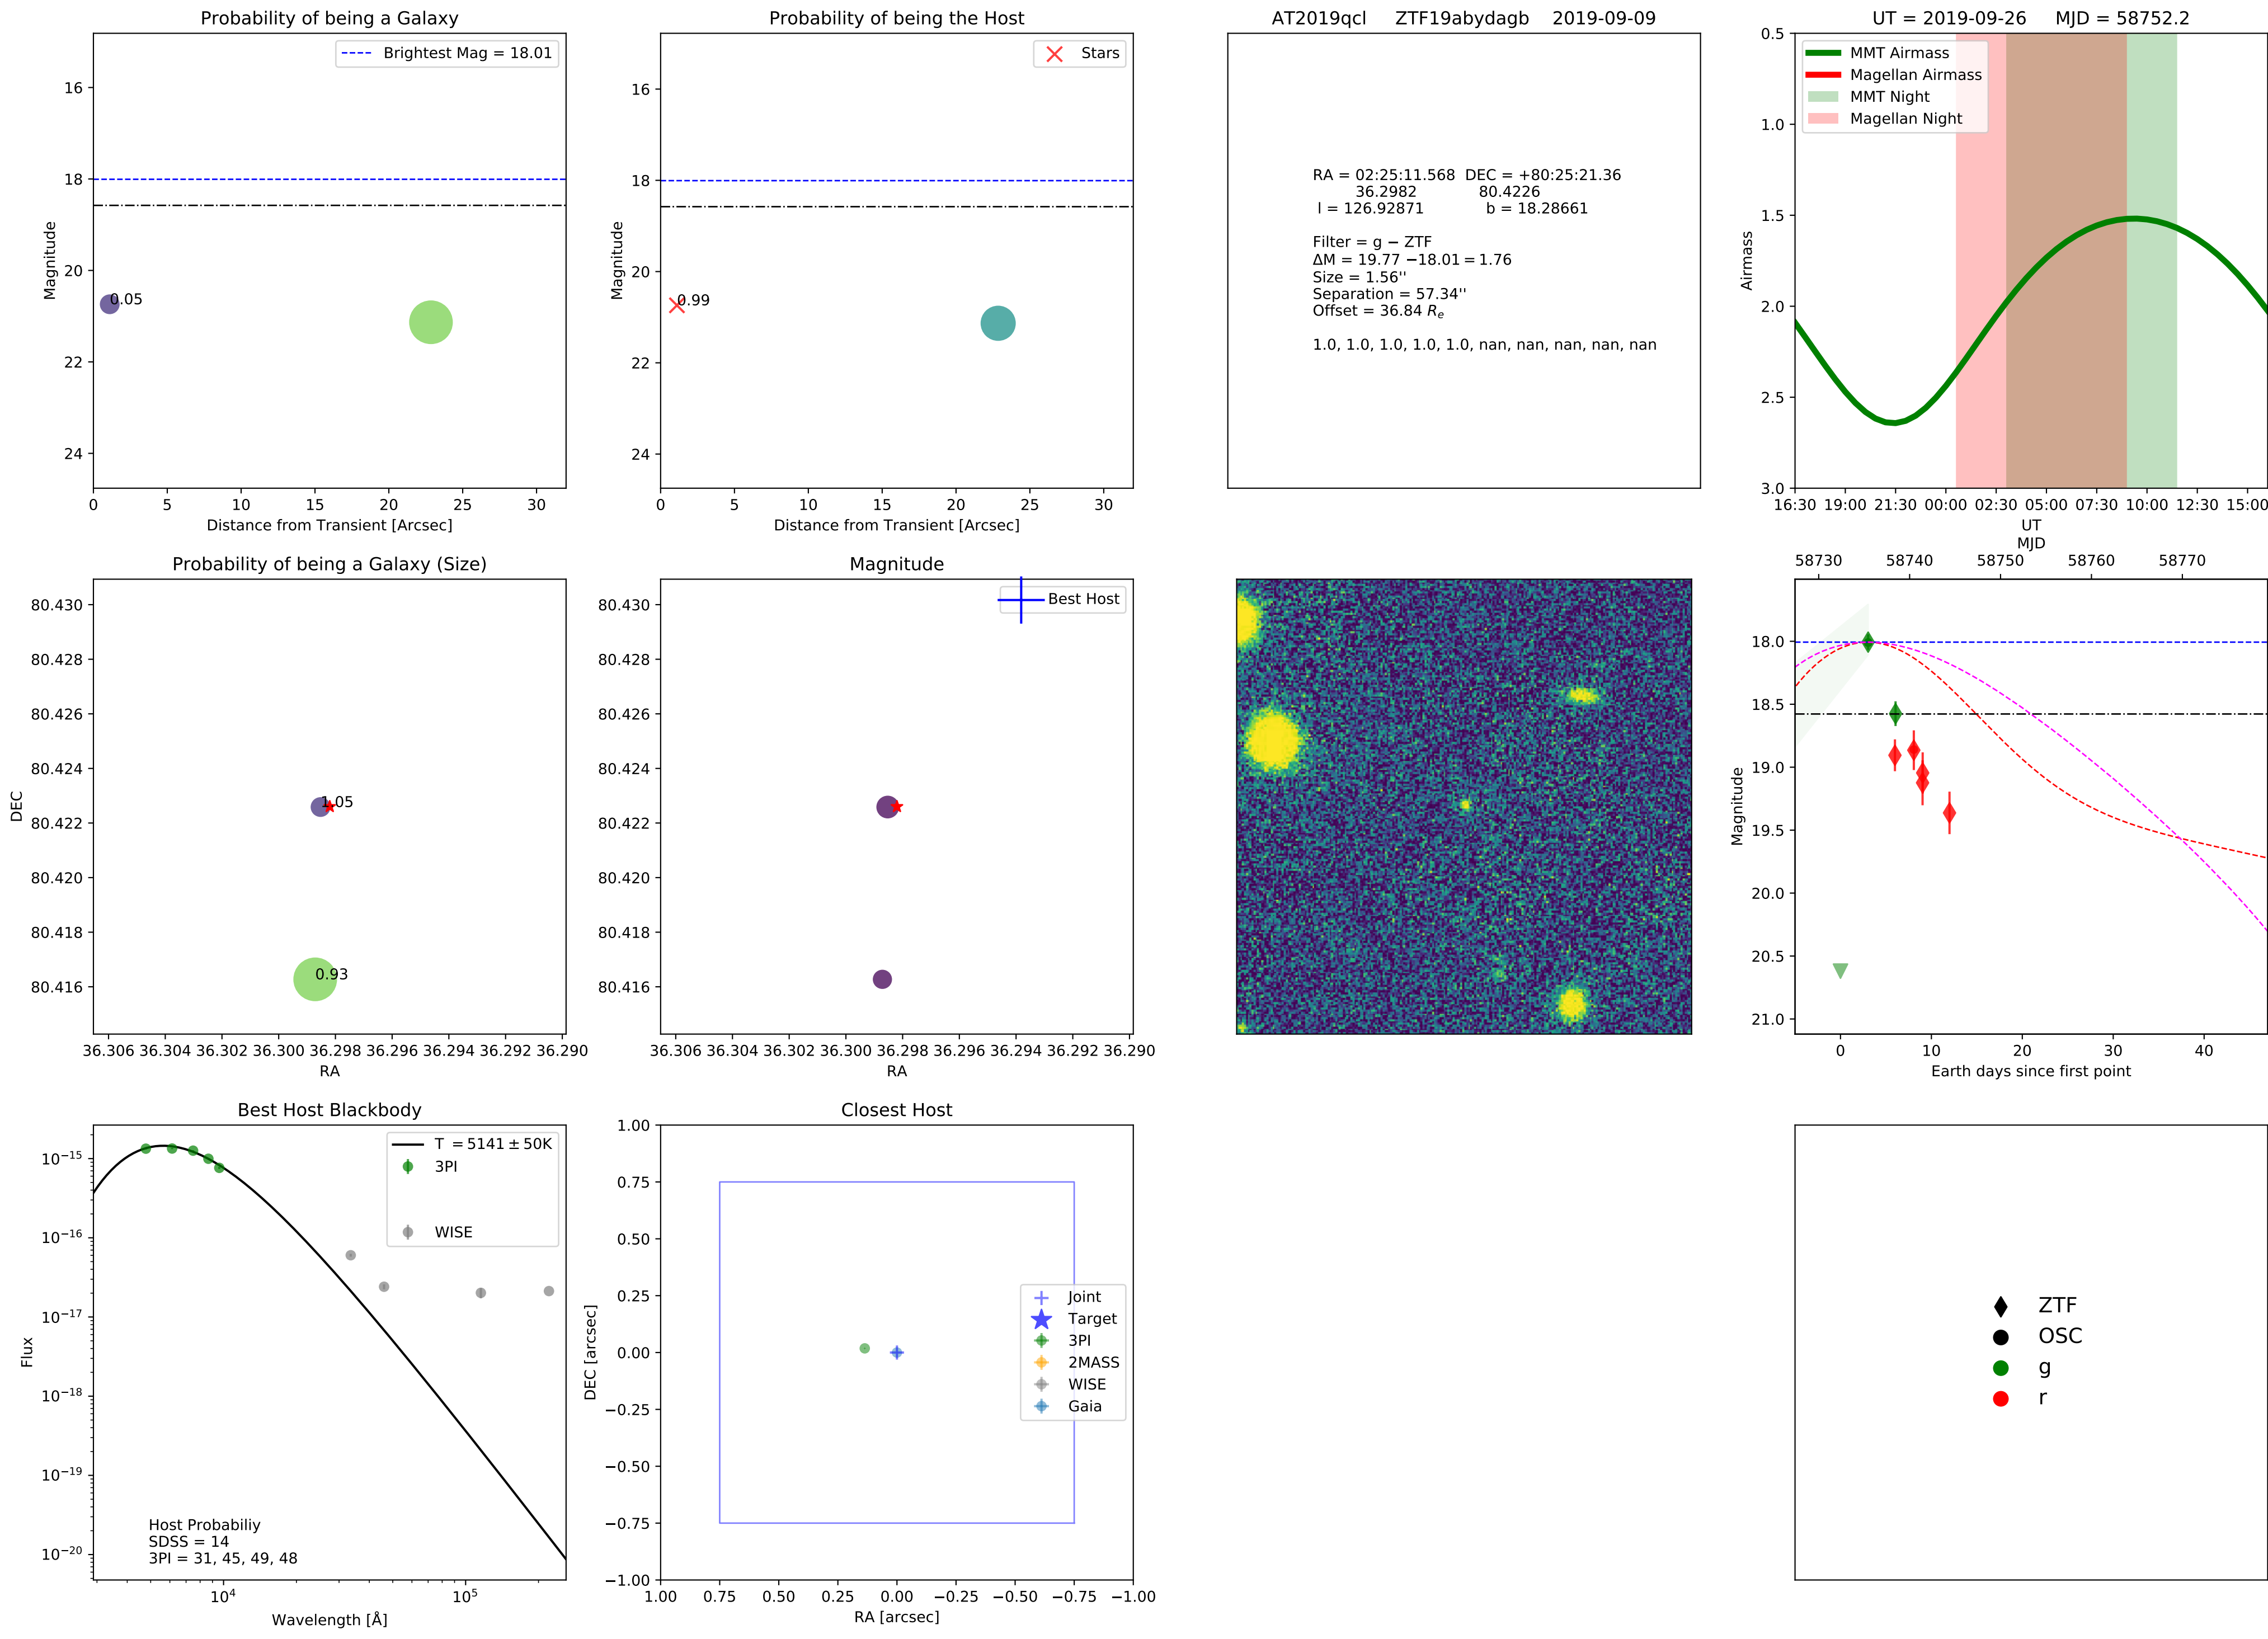 Probability of being a Galaxy
Brightest Mag = 18.01
16
18
20
22
24
Magnitude
0.05
0 5 10 15 20 25 30
Distance from Transient [Arcsec]
Probability of being the Host
Stars
16
18
20
22
24
Magnitude
0.99
0 5 10 15 20 25 30
Distance from Transient [Arcsec]
AT2019qcl ZTF19abydagb 2019-09-09
RA = 02:25:11.568 DEC = +80:25:21.36
36.2982 80.4226
l = 126.92871 b = 18.28661
Filter = g − ZTF
ΔM = 19.77 −18.01 = 1.76
Size = 1.56''
Separation = 57.34''
Offset = 36.84 Rₑ
1.0, 1.0, 1.0, 1.0, 1.0, nan, nan, nan, nan, nan
UT = 2019-09-26 MJD = 58752.2
MMT Airmass
Magellan Airmass
MMT Night
Magellan Night
0.5
1.0
1.5
2.0
2.5
3.0
Airmass
16:30 19:00 21:30 00:00 02:30 05:00 07:30 10:00 12:30 15:00
UT
Probability of being a Galaxy (Size)
80.430
80.428
80.426
80.424
80.422
80.420
80.418
80.416
DEC
1.05
0.93
36.306 36.304 36.302 36.300 36.298 36.296 36.294 36.292 36.290
RA
Magnitude
Best Host
80.430
80.428
80.426
80.424
80.422
80.420
80.418
80.416
36.306 36.304 36.302 36.300 36.298 36.296 36.294 36.292 36.290
RA
MJD
58730 58740 58750 58760 58770
18.0
18.5
19.0
19.5
20.0
20.5
21.0
Magnitude
0 10 20 30 40
Earth days since first point
Best Host Blackbody
T = 5141 ± 50K
3PI
WISE
10⁻¹⁵
10⁻¹⁶
10⁻¹⁷
10⁻¹⁸
10⁻¹⁹
10⁻²⁰
Flux
Host Probabiliy
SDSS = 14
3PI = 31, 45, 49, 48
10⁴ 10⁵
Wavelength [Å]
Closest Host
1.00
0.75
0.50
0.25
0.00
−0.25
−0.50
−0.75
−1.00
DEC [arcsec]
Joint
Target
3PI
2MASS
WISE
Gaia
1.00 0.75 0.50 0.25 0.00 −0.25 −0.50 −0.75 −1.00
RA [arcsec]
ZTF
OSC
g
r